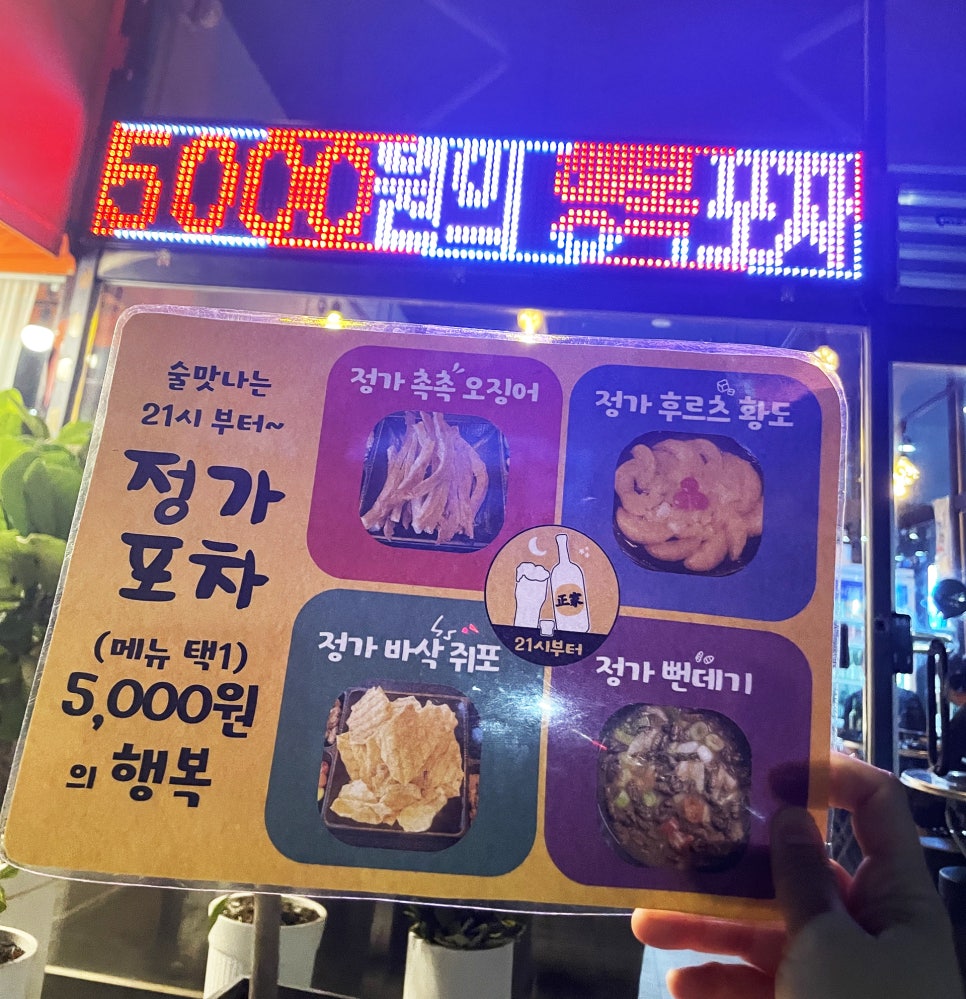 5000원의 행복
술맛나는
21시 부터~
정가
포차
(메뉴 택1)
5,000원
의 행복
정가 촉촉 오징어
정가 후르츠 황도
正家
21시부터
정가 바삭 쥐포
정가 뻔데기